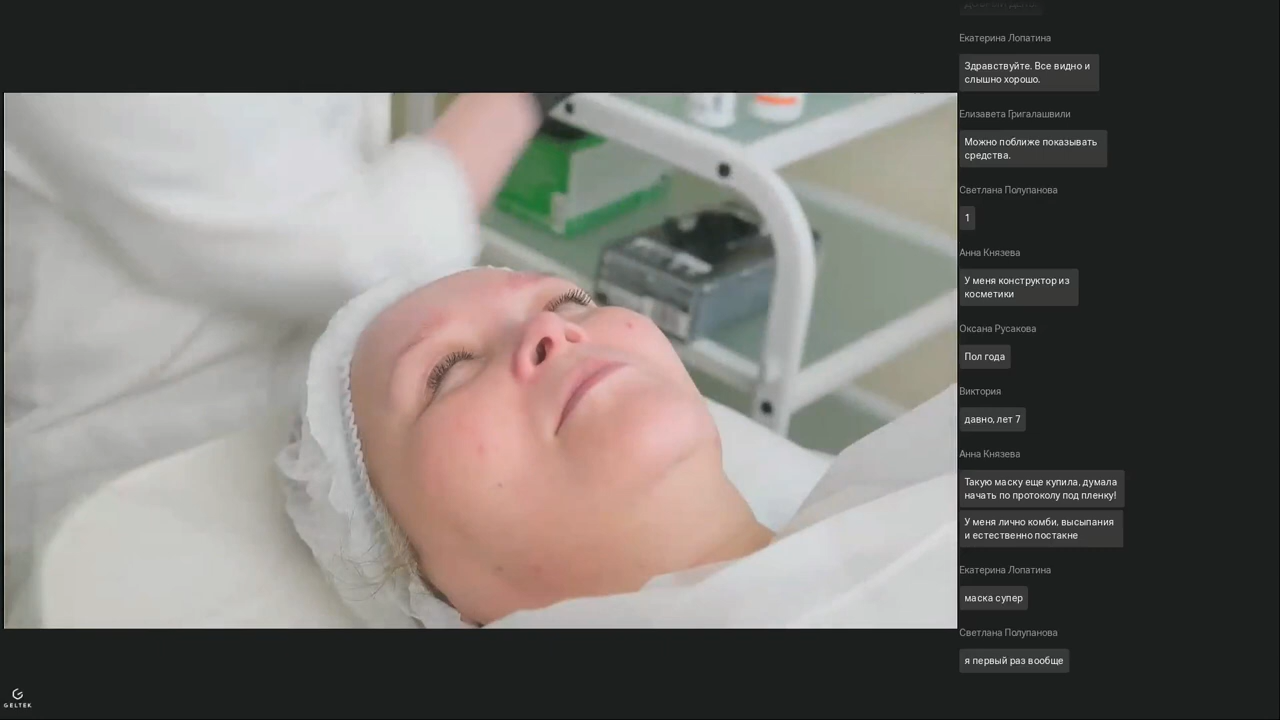 Екатерина Лопатина
Здравствуйте. Все видно и
слышно хорошо.
Елизавета Григалашвили
Можно поближе показывать
средства.
Светлана Полупанова
1
Анна Князева
У меня конструктор из
косметики
Оксана Русакова
Пол года
Виктория
давно, лет 7
Анна Князева
Такую маску еще купила, думала
начать по протоколу под пленку!
У меня лично комби, высыпания
и естественно постакне
Екатерина Лопатина
маска супер
Светлана Полупанова
я первый раз вообще
GELTEK